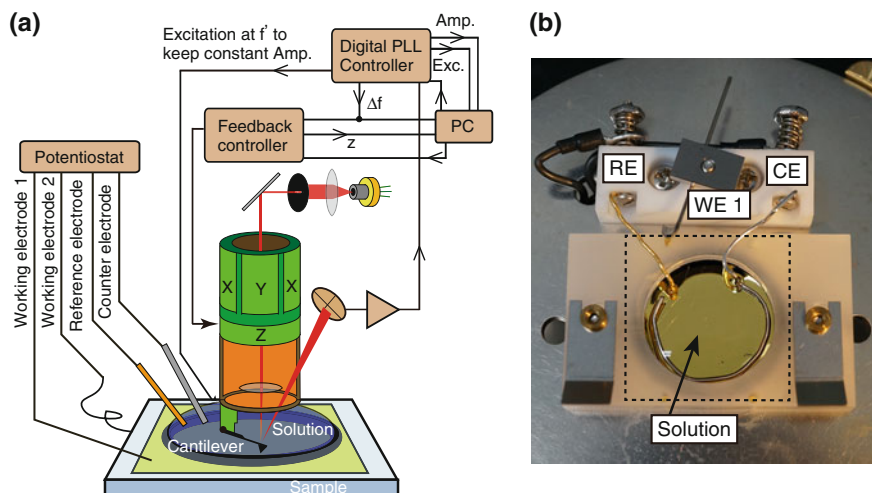 (a)
Excitation at f' to
keep constant Amp.
Digital PLL
Controller
Amp.
Exc.
Δf
Feedback
controller
z
PC
Potentiostat
Working electrode 1
Working electrode 2
Reference electrode
Counter electrode
X
Y
X
Z
Cantilever
Solution
Sample
(b)
RE
WE 1
CE
Solution